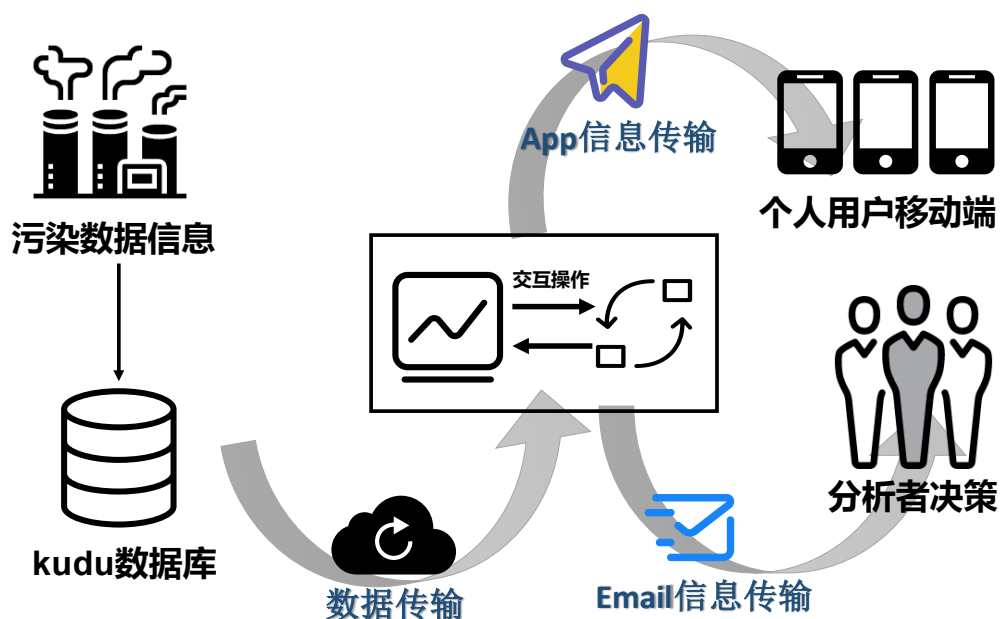 App信息传输
个人用户移动端
污染数据信息
交互操作
分析者决策
kudu数据库
数据传输
Email信息传输